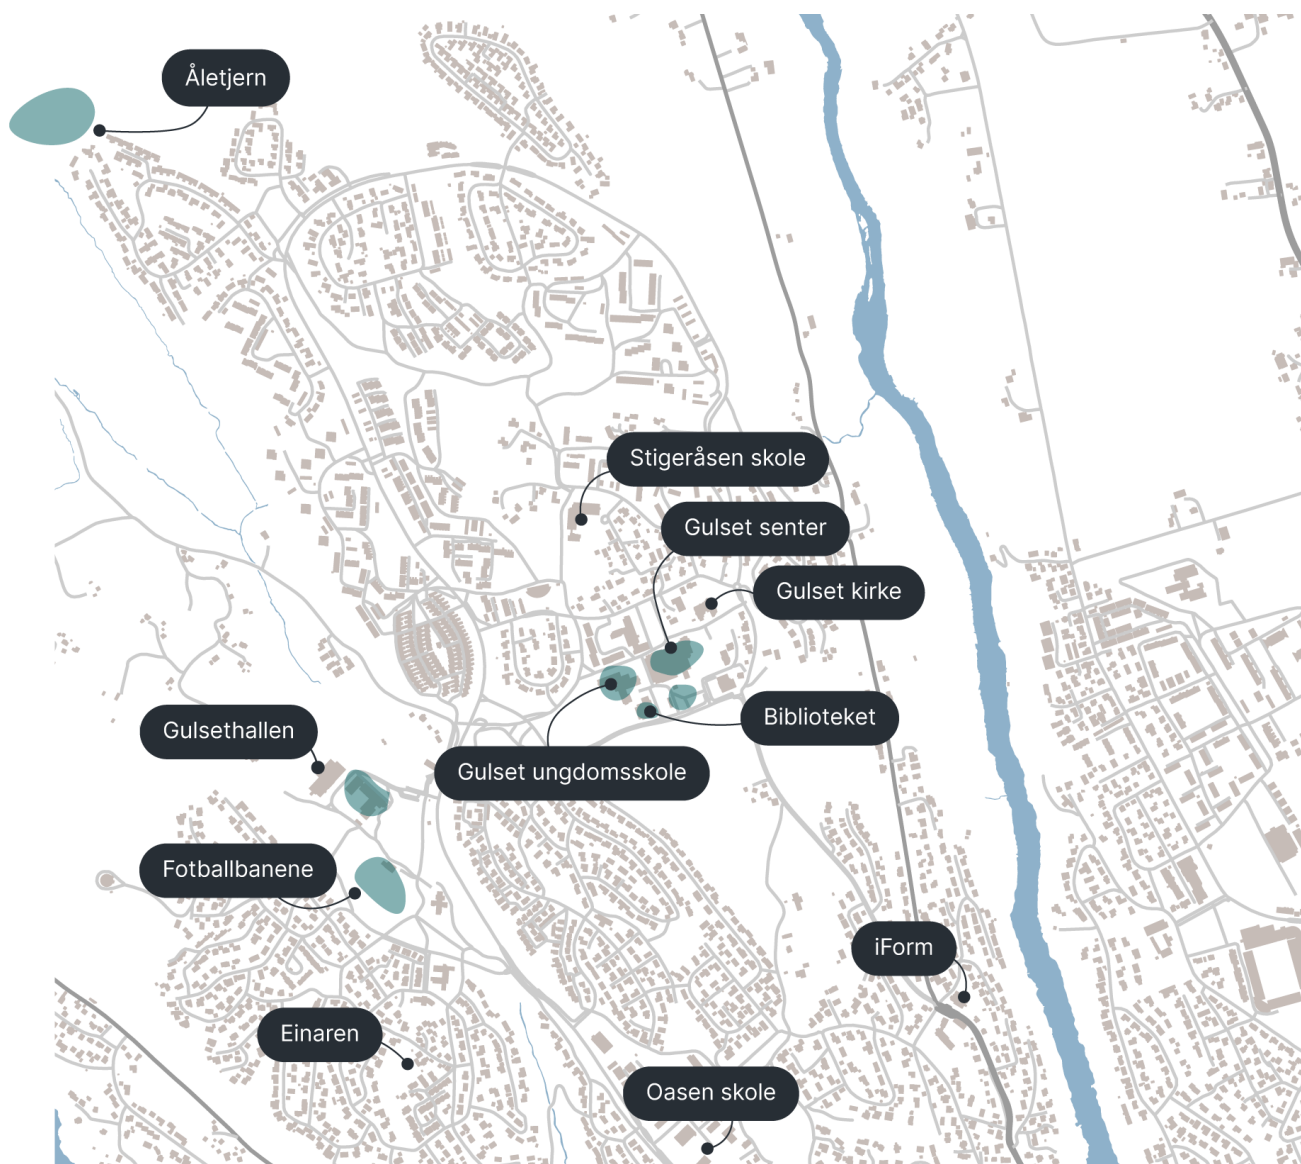 Åletjern
Stigeråsen skole
Gulset senter
Gulset kirke
Biblioteket
Gulsethallen
Gulset ungdomsskole
Fotballbanene
iForm
Einaren
Oasen skole